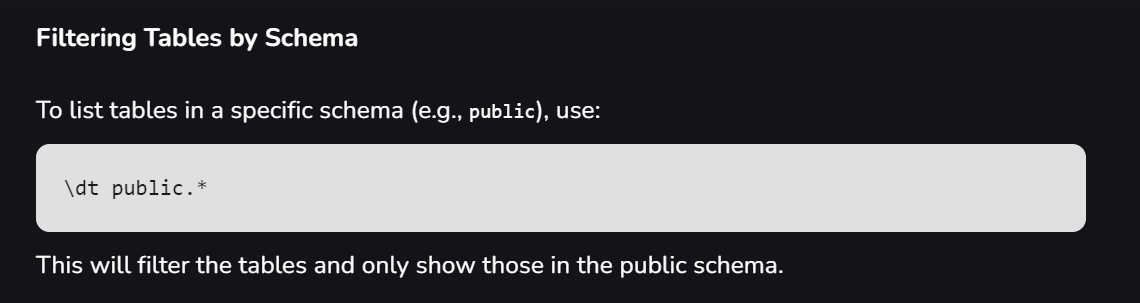 Filtering Tables by Schema
To list tables in a specific schema (e.g., public), use:
\dt public.*
This will filter the tables and only show those in the public schema.